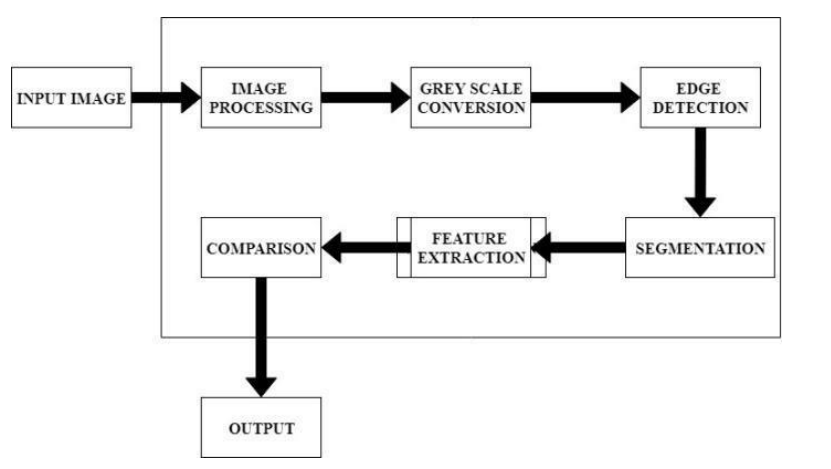 INPUT IMAGE
IMAGE
PROCESSING
GREY SCALE
CONVERSION
EDGE
DETECTION
SEGMENTATION
FEATURE
EXTRACTION
COMPARISON
OUTPUT